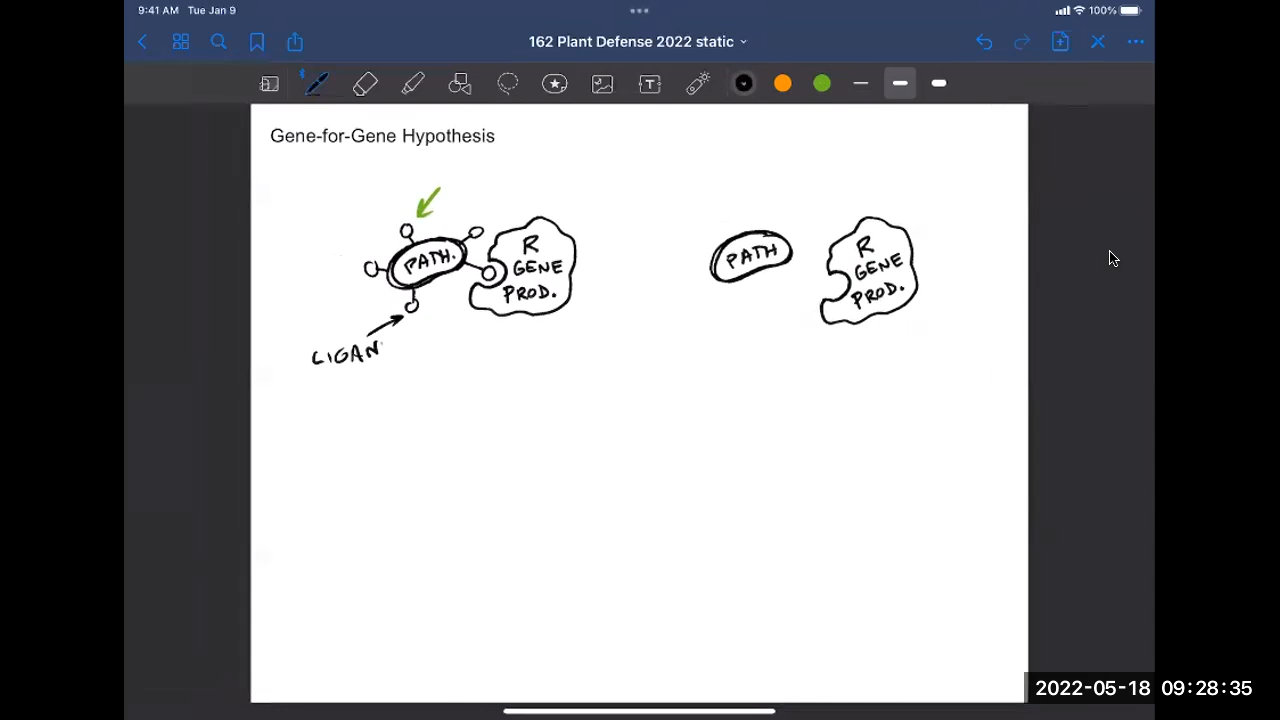 9:41 AM Tue Jan 9
100%
162 Plant Defense 2022 static
T
Gene-for-Gene Hypothesis
PATH.
R
GENE
PROD.
LIGAN
PATH
R
GENE
PROD.
2022-05-18 09:28:35